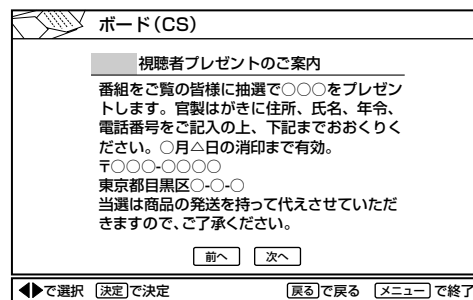 ボード(CS)
視聴者プレゼントのご案内
番組をご覧の皆様に抽選で○○○をプレゼン
トします。官製はがきに住所、氏名、年令、
電話番号をご記入の上、下記までおおくりく
ださい。○月△日の消印まで有効。
〒○○○-○○○○
東京都目黒区○-○-○
当選は商品の発送を持って代えさせていただ
きますので、ご了承ください。
前へ 次へ
◀▶で選択 決定で決定 戻るで戻る メニューで終了